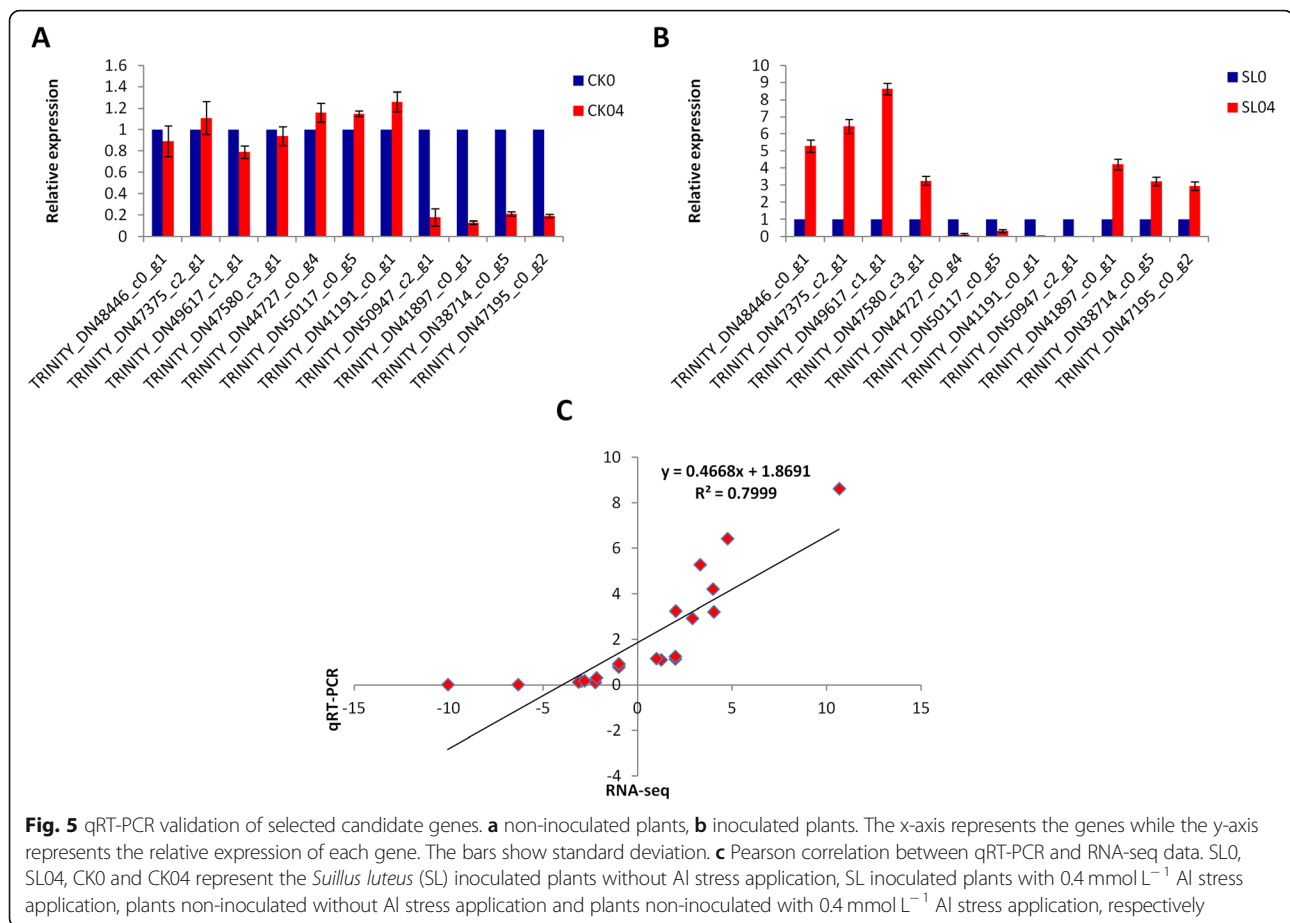 A
Relative expression
1.6
1.4
1.2
1
0.8
0.6
0.4
0.2
0
CK0
CK04
TRINITY_DN48446_c0_g1
TRINITY_DN47375_c2_g1
TRINITY_DN49617_c1_g1
TRINITY_DN47580_c3_g1
TRINITY_DN44727_c0_g4
TRINITY_DN50117_c0_g5
TRINITY_DN41191_c0_g1
TRINITY_DN50947_c2_g1
TRINITY_DN41897_c0_g1
TRINITY_DN38714_c0_g5
TRINITY_DN47195_c0_g2
B
Relative expression
10
9
8
7
6
5
4
3
2
1
0
SL0
SL04
TRINITY_DN48446_c0_g1
TRINITY_DN47375_c2_g1
TRINITY_DN49617_c1_g1
TRINITY_DN47580_c3_g1
TRINITY_DN44727_c0_g4
TRINITY_DN50117_c0_g5
TRINITY_DN41191_c0_g1
TRINITY_DN50947_c2_g1
TRINITY_DN41897_c0_g1
TRINITY_DN38714_c0_g5
TRINITY_DN47195_c0_g2
C
y = 0.4668x + 1.8691
R² = 0.7999
10
8
6
4
2
0
-2
-4
-15
-10
-5
0
5
10
15
qRT-PCR
RNA-seq
Fig. 5 qRT-PCR validation of selected candidate genes. a non-inoculated plants, b inoculated plants. The x-axis represents the genes while the y-axis
represents the relative expression of each gene. The bars show standard deviation. c Pearson correlation between qRT-PCR and RNA-seq data. SL0,
SL04, CK0 and CK04 represent the Suillus luteus (SL) inoculated plants without Al stress application, SL inoculated plants with 0.4 mmol L⁻¹ Al stress
application, plants non-inoculated without Al stress application and plants non-inoculated with 0.4 mmol L⁻¹ Al stress application, respectively